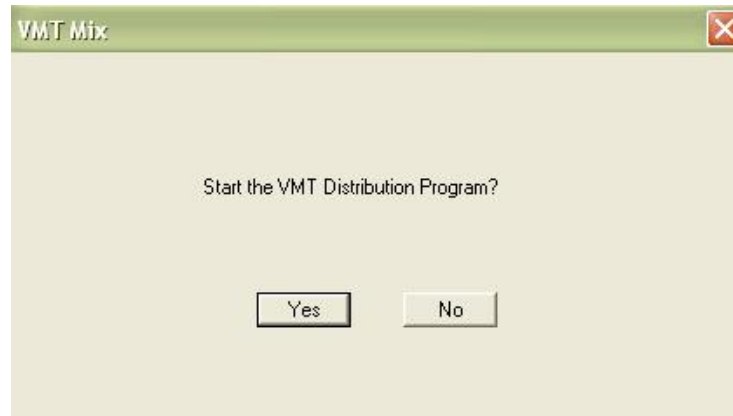 VMT Mix
Start the VMT Distribution Program?
Yes
No